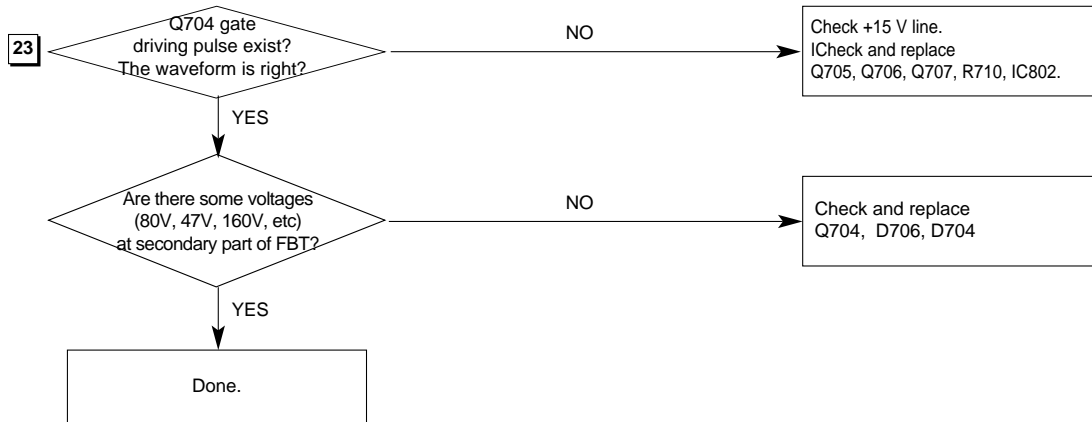 23
Q704 gate
driving pulse exist?
The waveform is right?
NO
Check +15 V line.
ICheck and replace
Q705, Q706, Q707, R710, IC802.
YES
Are there some voltages
(80V, 47V, 160V, etc)
at secondary part of FBT?
NO
Check and replace
Q704, D706, D704
YES
Done.